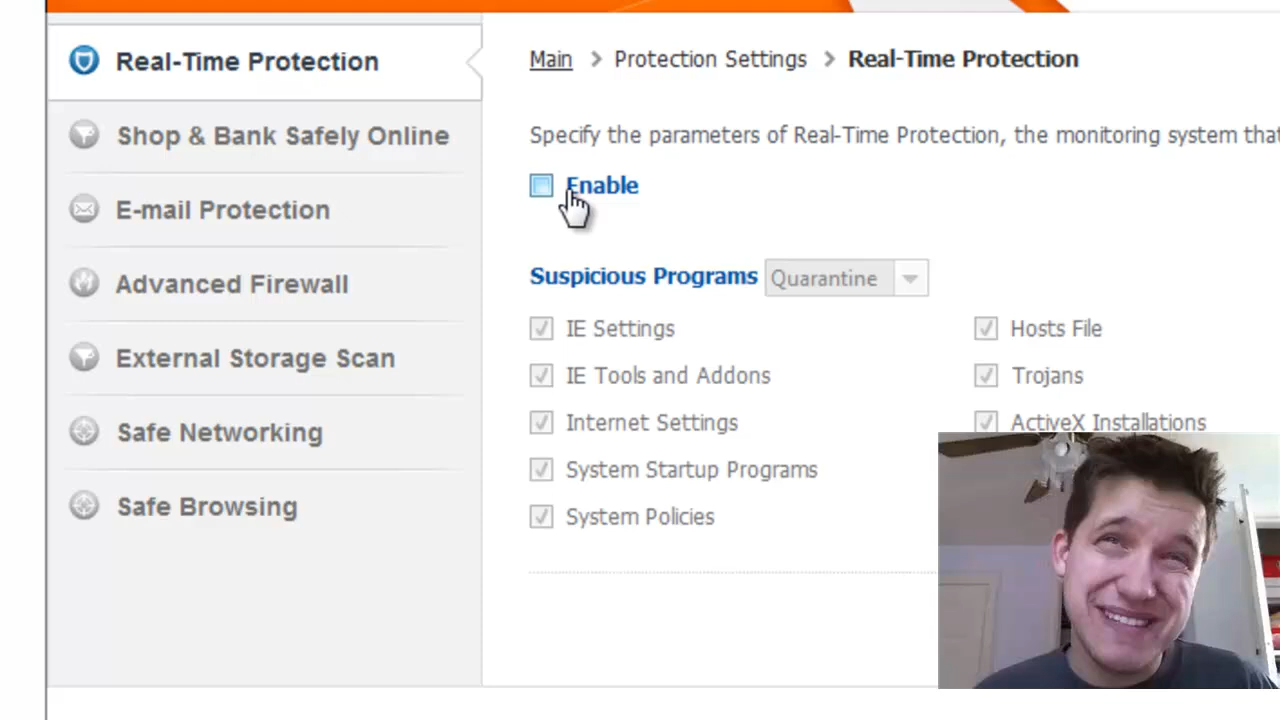 Real-Time Protection
Shop & Bank Safely Online
E-mail Protection
Advanced Firewall
External Storage Scan
Safe Networking
Safe Browsing
Main > Protection Settings > Real-Time Protection
Specify the parameters of Real-Time Protection, the monitoring system that
Enable
Suspicious Programs Quarantine
IE Settings
Hosts File
IE Tools and Addons
Trojans
Internet Settings
ActiveX Installations
System Startup Programs
System Policies